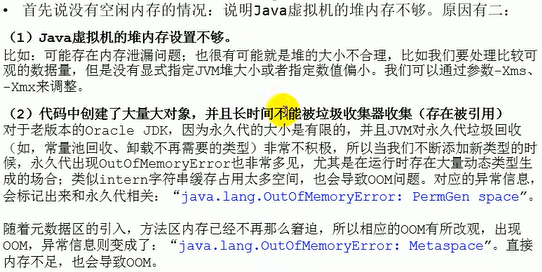 • 首先说没有空闲内存的情况：说明Java虚拟机的堆内存不够。原因有二：
（1）Java虚拟机的堆内存设置不够。
比如：可能存在内存泄漏问题；也很有可能就是堆的大小不合理，比如我们要处理比较可
观的数据量，但是没有显式指定JVM堆大小或者指定数值偏小。我们可以通过参数-Xms、
-Xmx来调整。
（2）代码中创建了大量大对象，并且长时间不能被垃圾收集器收集（存在被引用）
对于老版本的Oracle JDK，因为永久代的大小是有限的，并且JVM对永久代垃圾回收
（如，常量池回收、卸载不再需要的类型）非常不积极，所以当我们不断添加新类型的时
候，永久代出现OutOfMemoryError也非常多见，尤其是在运行时存在大量动态类型生
成的场合；类似intern字符串缓存占用太多空间，也会导致OOM问题。对应的异常信息，
会标记出来和永久代相关：“java.lang.OutOfMemoryError: PermGen space”。
随着元数据区的引入，方法区内存已经不再那么窘迫，所以相应的OOM有所改观，出现
OOM，异常信息则变成了：“java.lang.OutOfMemoryError: Metaspace”。直接
内存不足，也会导致OOM。